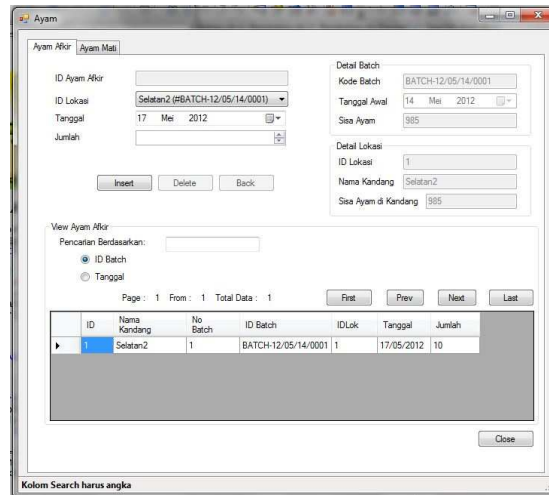 Ayam
Ayam Afkir Ayam Mati
ID Ayam Afkir
ID Lokasi Selatan2 (#BATCH-12/05/14/0001)
Tanggal 17 Mei 2012
Jumlah
Insert Delete Back
Detail Batch
Kode Batch BATCH-12/05/14/0001
Tanggal Awal 14 Mei 2012
Sisa Ayam 985
Detail Lokasi
ID Lokasi 1
Nama Kandang Selatan2
Sisa Ayam di Kandang 985
View Ayam Afkir
Pencarian Berdasarkan:
ID Batch
Tanggal
Page : 1 From : 1 Total Data : 1 First Prev Next Last
ID Nama Kandang No Batch ID Batch IDLok Tanggal Jumlah
1 Selatan2 1 BATCH-12/05/14/0001 1 17/05/2012 10
Close
Kolom Search harus angka